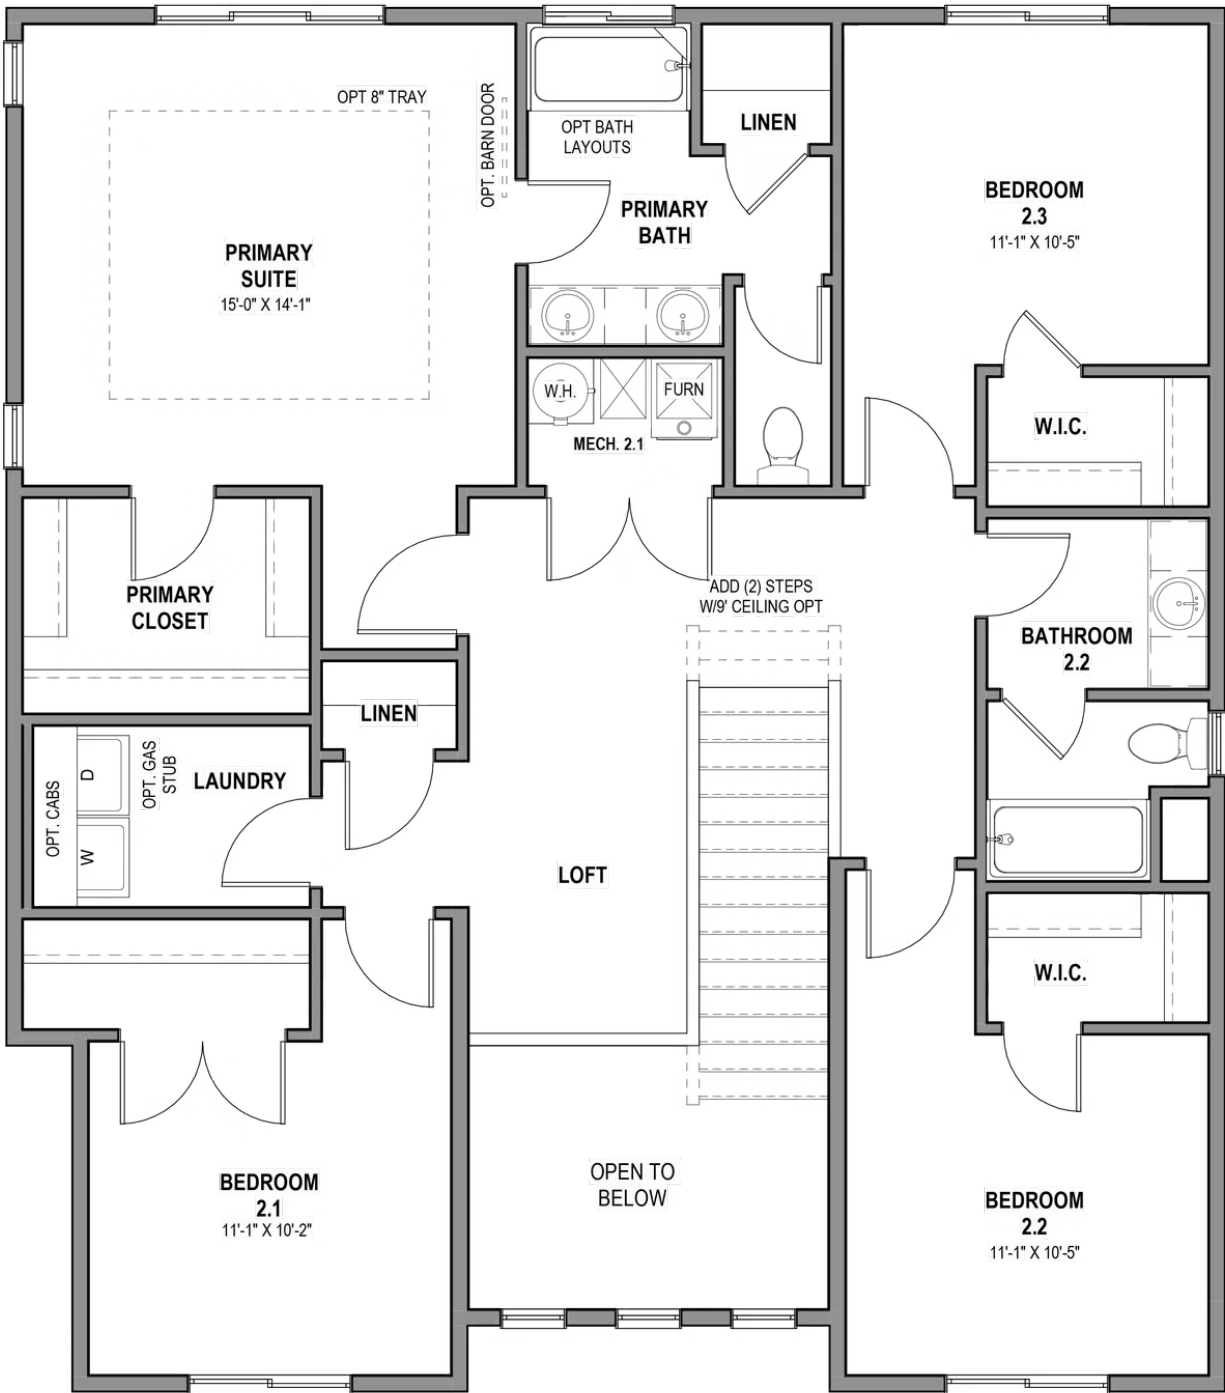 OPT 8" TRAY
OPT. BARN DOOR
OPT BATH
LAYOUTS
LINEN
PRIMARY
BATH
BEDROOM
2.3
11'-1" X 10'-5"
PRIMARY
SUITE
15'-0" X 14'-1"
W.H.
FURN
MECH. 2.1
W.I.C.
PRIMARY
CLOSET
ADD (2) STEPS
W/9' CEILING OPT
BATHROOM
2.2
LINEN
OPT. CABS
D
W
OPT. GAS
STUB
LAUNDRY
LOFT
W.I.C.
BEDROOM
2.1
11'-1" X 10'-2"
OPEN TO
BELOW
BEDROOM
2.2
11'-1" X 10'-5"